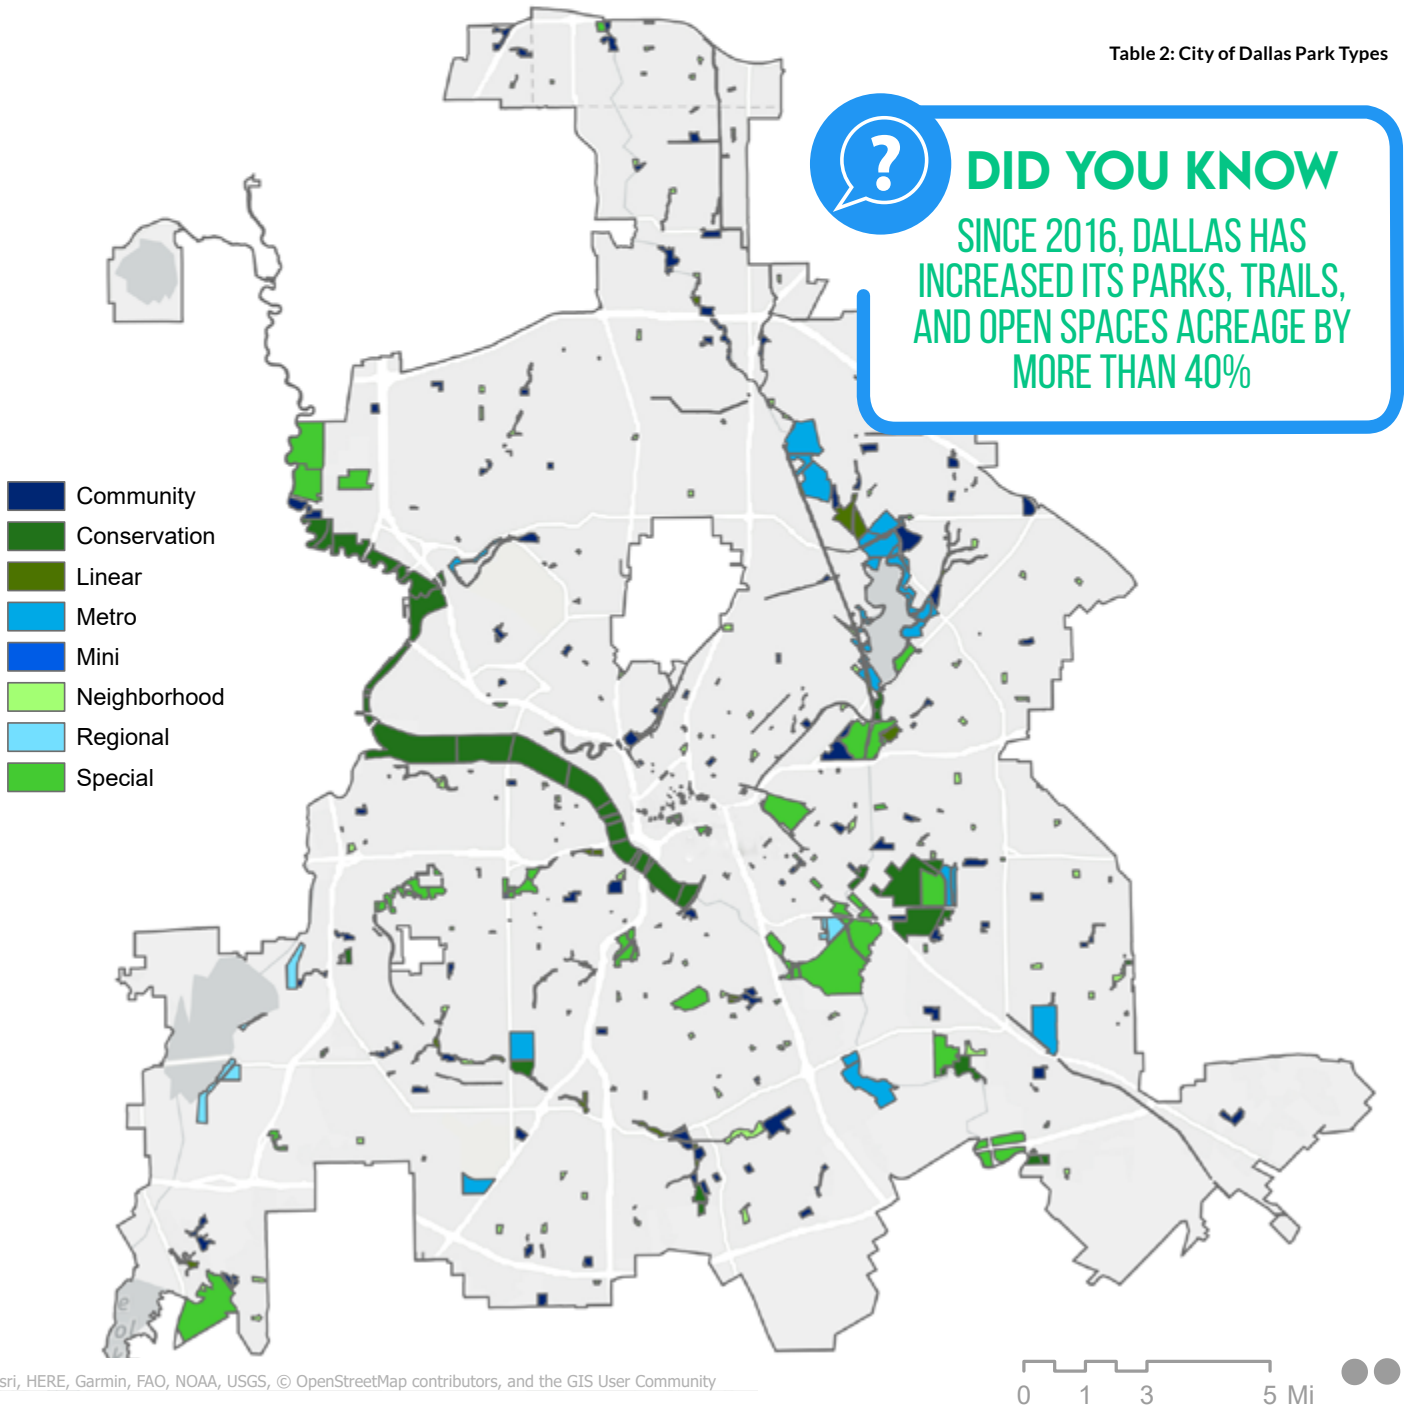 Table 2: City of Dallas Park Types
?
DID YOU KNOW
SINCE 2016, DALLAS HAS
INCREASED ITS PARKS, TRAILS,
AND OPEN SPACES ACREAGE BY
MORE THAN 40%
Community
Conservation
Linear
Metro
Mini
Neighborhood
Regional
Special
sri, HERE, Garmin, FAO, NOAA, USGS, © OpenStreetMap contributors, and the GIS User Community
0 1 3 5 Mi